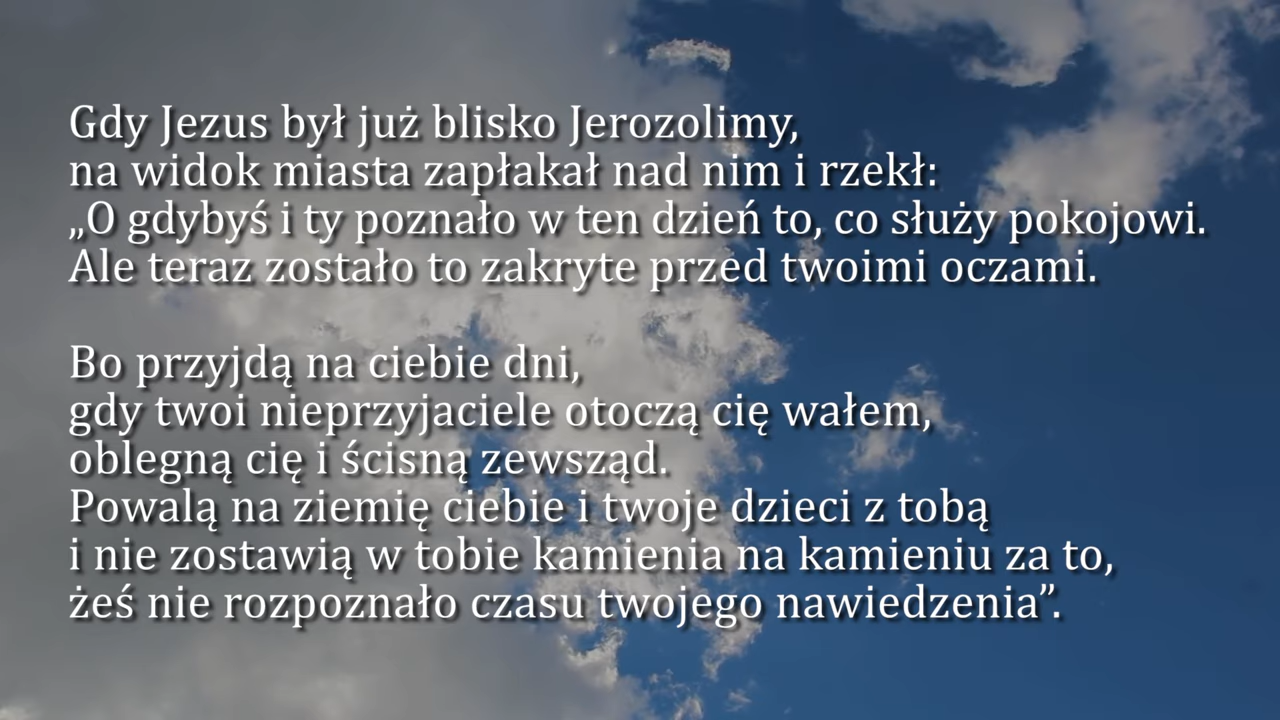 Gdy Jezus był już blisko Jerozolimy,
na widok miasta zapłakał nad nim i rzekł:
„O gdybyś i ty poznało w ten dzień to, co służy pokojowi.
Ale teraz zostało to zakryte przed twoimi oczami.
Bo przyjdą na ciebie dni,
gdy twoi nieprzyjaciele otoczą cię wałem,
oblegną cię i ścisną zewsząd.
Powalą na ziemię ciebie i twoje dzieci z tobą
i nie zostawią w tobie kamienia na kamieniu za to,
żeś nie rozpoznało czasu twojego nawiedzenia”.